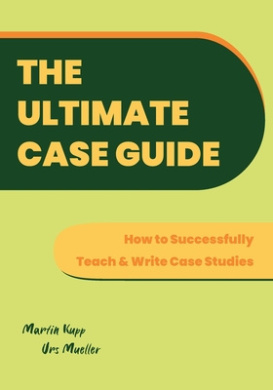 THE
ULTIMATE
CASE GUIDE
How to Successfully
Teach & Write Case Studies
Martin Kupp
Urs Mueller